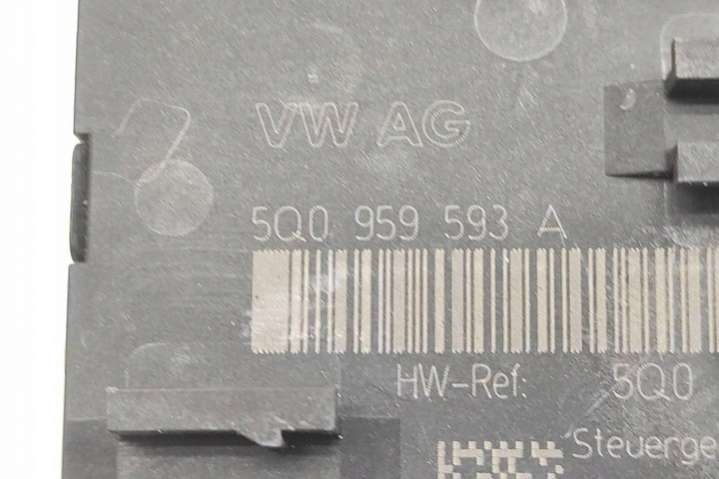 VW AG
5Q0 959 593 A
HW-Ref: 5Q0
Steuerge